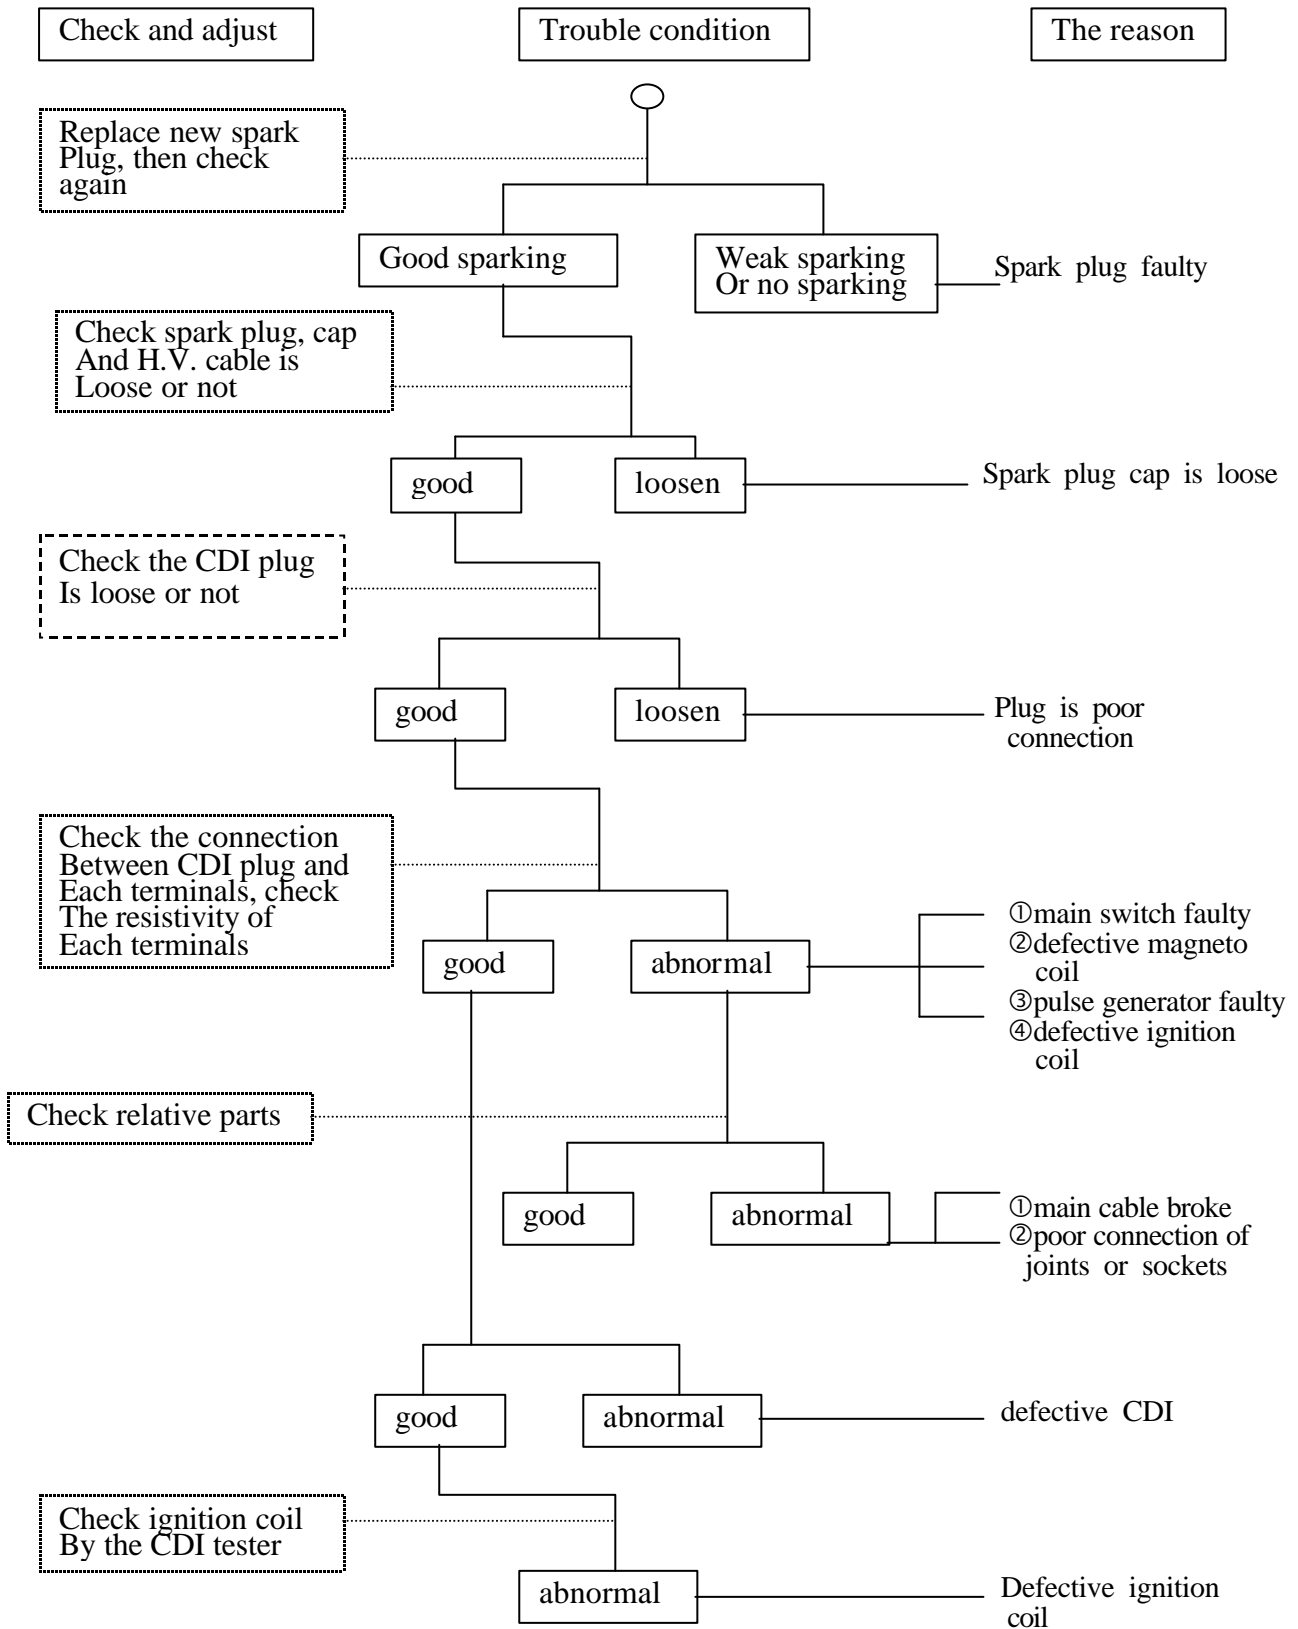 Check and adjust
Trouble condition
The reason
Replace new spark
Plug, then check
again
Good sparking
Weak sparking
Or no sparking
Spark plug faulty
Check spark plug, cap
And H.V. cable is
Loose or not
good
loosen
Spark plug cap is loose
Check the CDI plug
Is loose or not
good
loosen
Plug is poor
connection
Check the connection
Between CDI plug and
Each terminals, check
The resistivity of
Each terminals
good
abnormal
①main switch faulty
②defective magneto
coil
③pulse generator faulty
④defective ignition
coil
Check relative parts
good
abnormal
①main cable broke
②poor connection of
joints or sockets
good
abnormal
defective CDI
Check ignition coil
By the CDI tester
abnormal
Defective ignition
coil